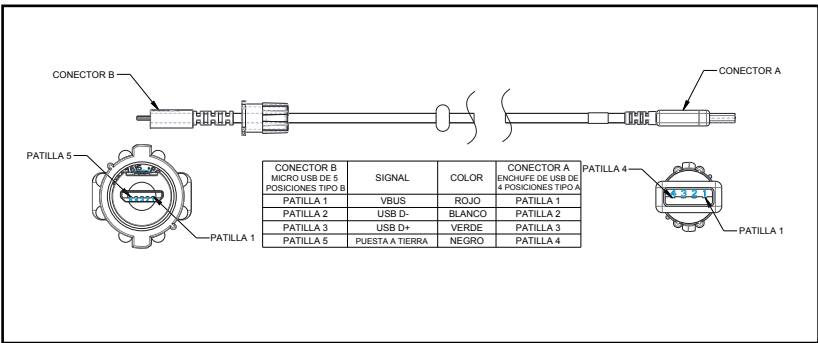 CONECTOR B
CONECTOR A
PATILLA 5
PATILLA 1
CONECTOR B
MICRO USB DE 5
POSICIONES TIPO B
SIGNAL
COLOR
CONECTOR A
ENCHUFE DE USB DE
4 POSICIONES TIPO A
PATILLA 1 VBUS ROJO PATILLA 1
PATILLA 2 USB D- BLANCO PATILLA 2
PATILLA 3 USB D+ VERDE PATILLA 3
PATILLA 5 PUESTA A TIERRA NEGRO PATILLA 4
PATILLA 4
4 3 2 1
PATILLA 1